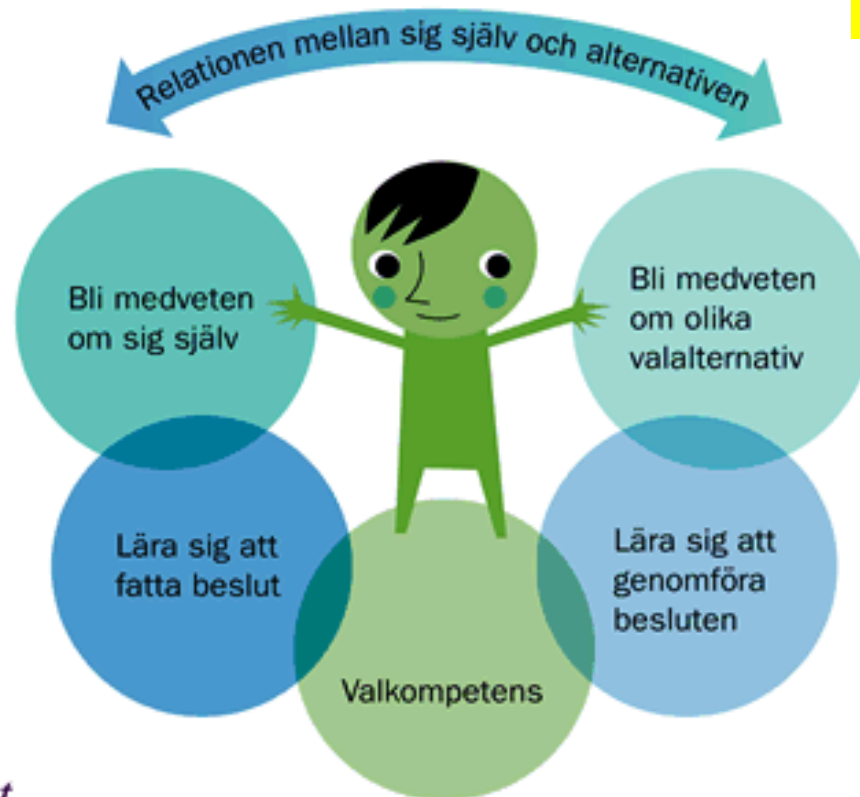 Relationen mellan sig själv och alternativen
Bli medveten
om sig själv
Bli medveten
om olika
valalternativ
Lära sig att
fatta beslut
Lära sig att
genomföra
besluten
Valkompetens
t